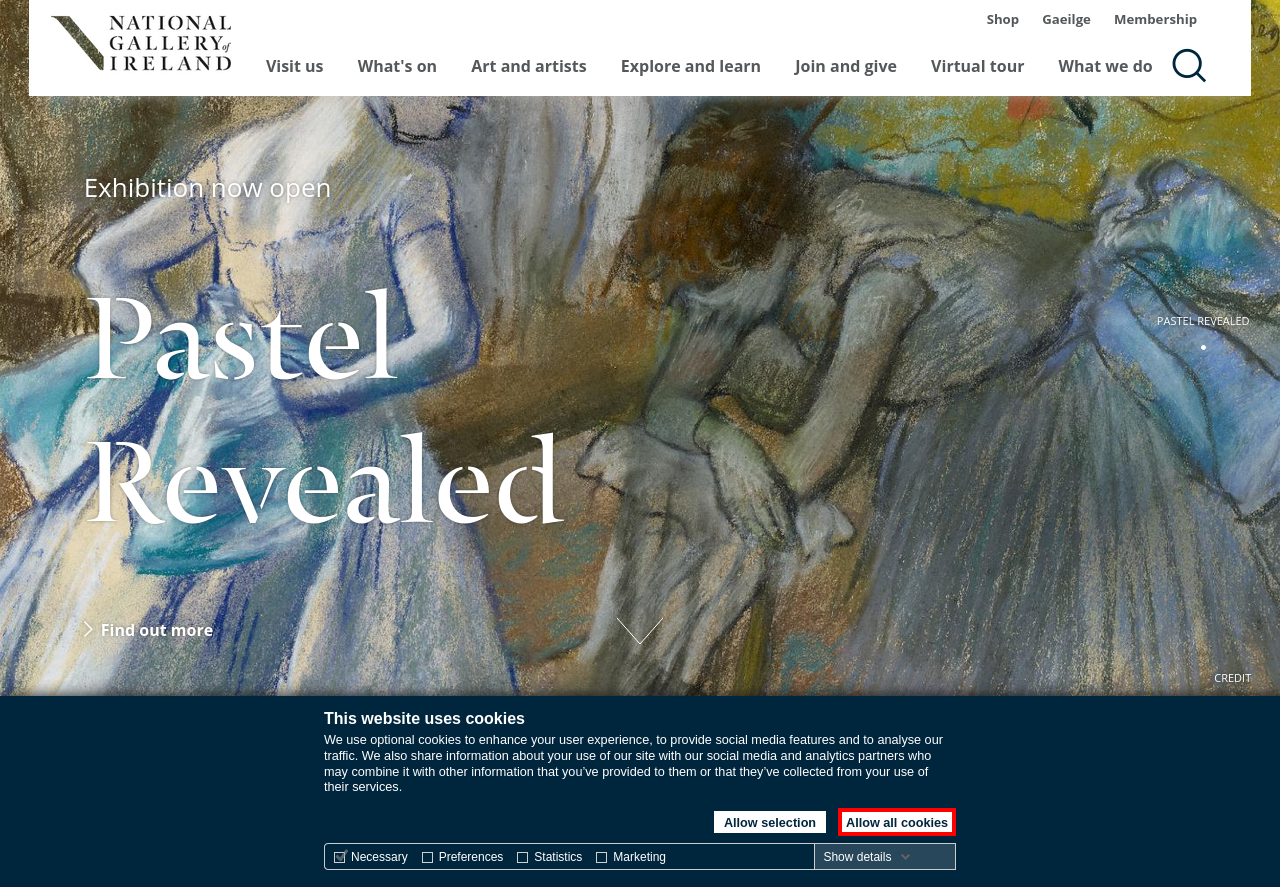 NATIONAL
GALLERY of
IRELAND
Shop Gaeilge Membership
Visit us What's on Art and artists Explore and learn Join and give Virtual tour What we do
Exhibition now open
Pastel
Revealed
PASTEL REVEALED
Find out more
CREDIT
This website uses cookies
We use optional cookies to enhance your user experience, to provide social media features and to analyse our
traffic. We also share information about your use of our site with our social media and analytics partners who
may combine it with other information that you’ve provided to them or that they’ve collected from your use of
their services.
Allow selection Allow all cookies
Necessary Preferences Statistics Marketing Show details